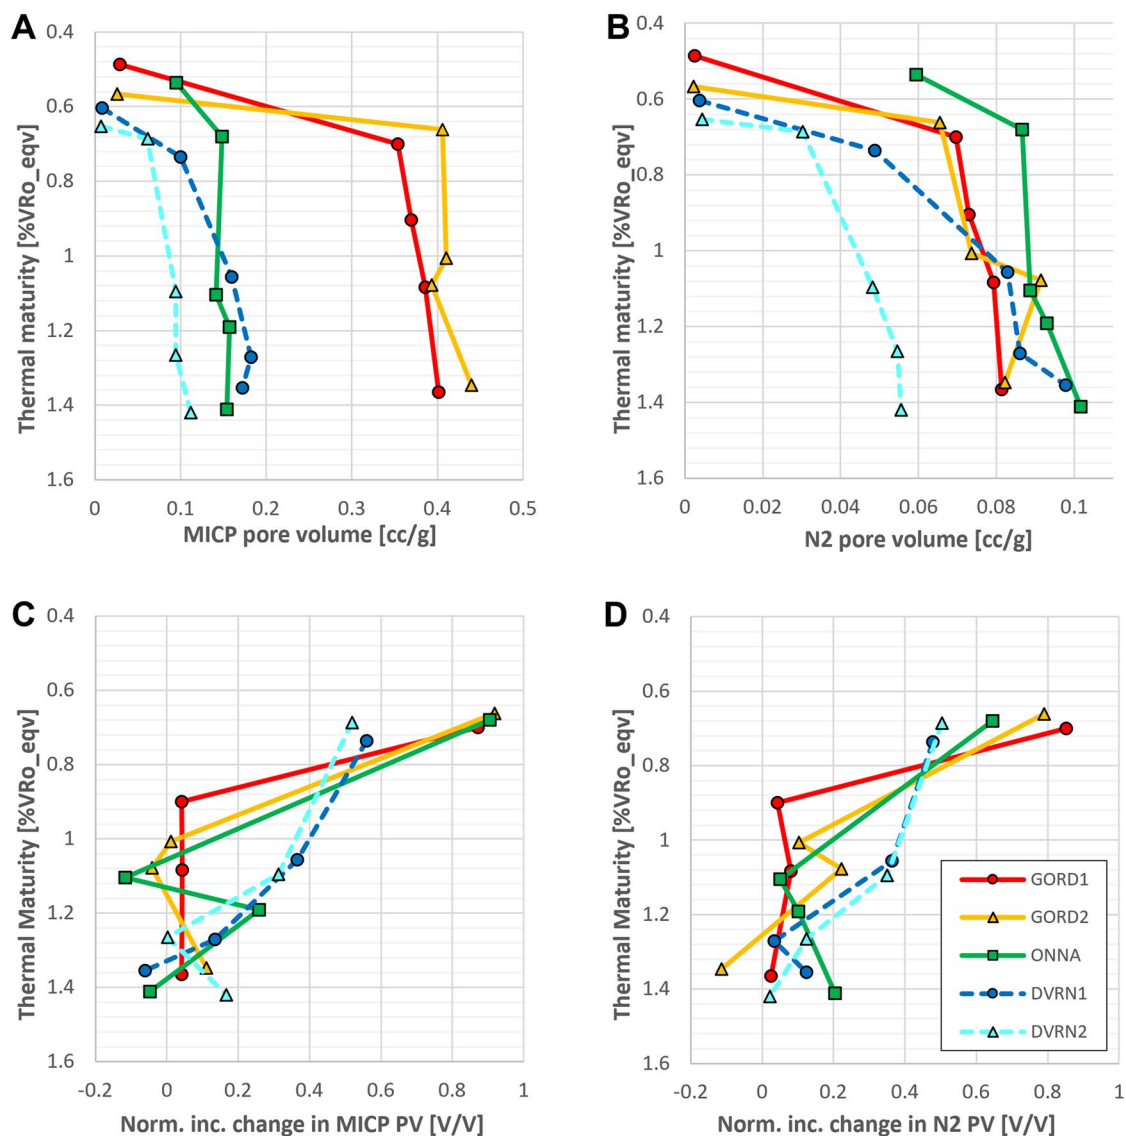 A
0.4
0.6
0.8
1
1.2
1.4
1.6
Thermal maturity [%VRo_eqv]
0 0.1 0.2 0.3 0.4 0.5
MICP pore volume [cc/g]
B
0.4
0.6
0.8
1
1.2
1.4
1.6
Thermal maturity [%VRo_eqv]
0 0.02 0.04 0.06 0.08 0.1
N2 pore volume [cc/g]
C
0.4
0.6
0.8
1
1.2
1.4
1.6
Thermal Maturity [%VRo_eqv]
-0.2 0 0.2 0.4 0.6 0.8 1
Norm. inc. change in MICP PV [V/V]
D
0.4
0.6
0.8
1
1.2
1.4
1.6
Thermal Maturity [%VRo_eqv]
-0.2 0 0.2 0.4 0.6 0.8 1
Norm. inc. change in N2 PV [V/V]
GORD1
GORD2
ONNA
DVRN1
DVRN2